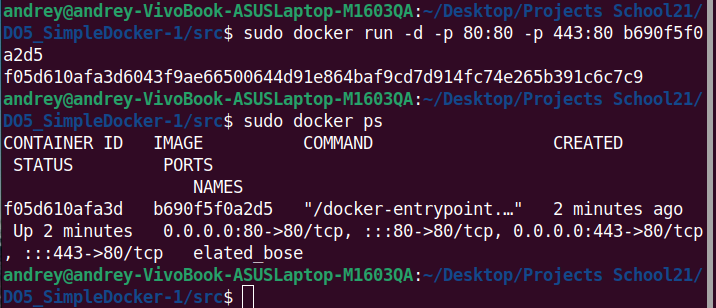 andrey@andrey-VivoBook-ASUSLaptop-M1603QA:~/Desktop/Projects School21/
DO5_SimpleDocker-1/src$ sudo docker run -d -p 80:80 -p 443:80 b690f5f0
a2d5
f05d610afa3d6043f9ae66500644d91e864baf9cd7d914fc74e265b391c6c7c9
andrey@andrey-VivoBook-ASUSLaptop-M1603QA:~/Desktop/Projects School21/
DO5_SimpleDocker-1/src$ sudo docker ps
CONTAINER ID   IMAGE          COMMAND                  CREATED
 STATUS         PORTS
                   NAMES
f05d610afa3d   b690f5f0a2d5   "/docker-entrypoint.…"   2 minutes ago
 Up 2 minutes   0.0.0.0:80->80/tcp, :::80->80/tcp, 0.0.0.0:443->80/tcp
, :::443->80/tcp   elated_bose
andrey@andrey-VivoBook-ASUSLaptop-M1603QA:~/Desktop/Projects School21/
DO5_SimpleDocker-1/src$